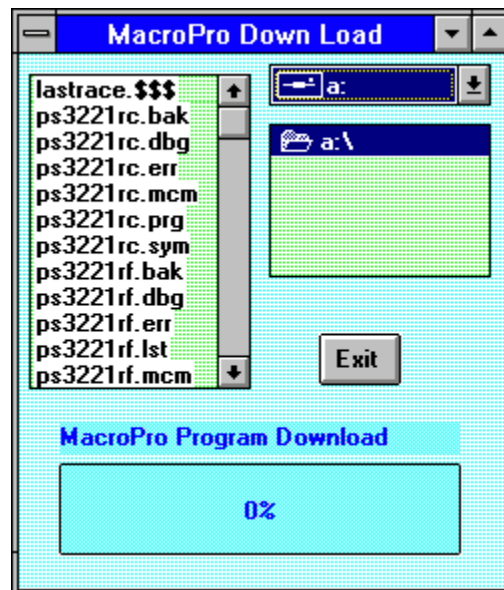 MacroPro Down Load
lastrace.$$$
ps3221rc.bak
ps3221rc.dbg
ps3221rc.err
ps3221rc.mcm
ps3221rc.prg
ps3221rc.sym
ps3221rf.bak
ps3221rf.dbg
ps3221rf.err
ps3221rf.lst
ps3221rf.mcm
a:
a:\
Exit
MacroPro Program Download
0%